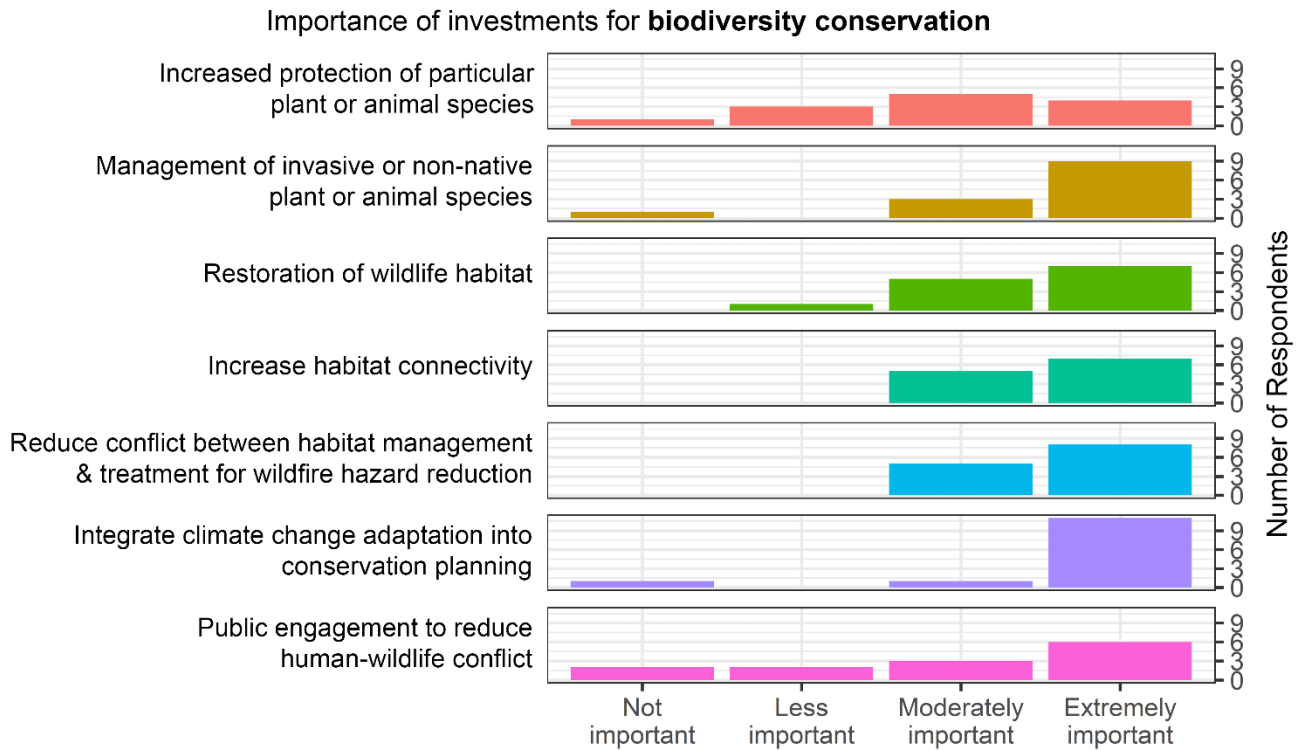 Importance of investments for biodiversity conservation
Increased protection of particular
plant or animal species
9
6
3
0
Management of invasive or non-native
plant or animal species
9
6
3
0
Restoration of wildlife habitat
9
6
3
0
Increase habitat connectivity
9
6
3
0
Reduce conflict between habitat management
& treatment for wildfire hazard reduction
9
6
3
0
Integrate climate change adaptation into
conservation planning
9
6
3
0
Public engagement to reduce
human-wildlife conflict
9
6
3
0
Number of Respondents
Not
important
Less
important
Moderately
important
Extremely
important